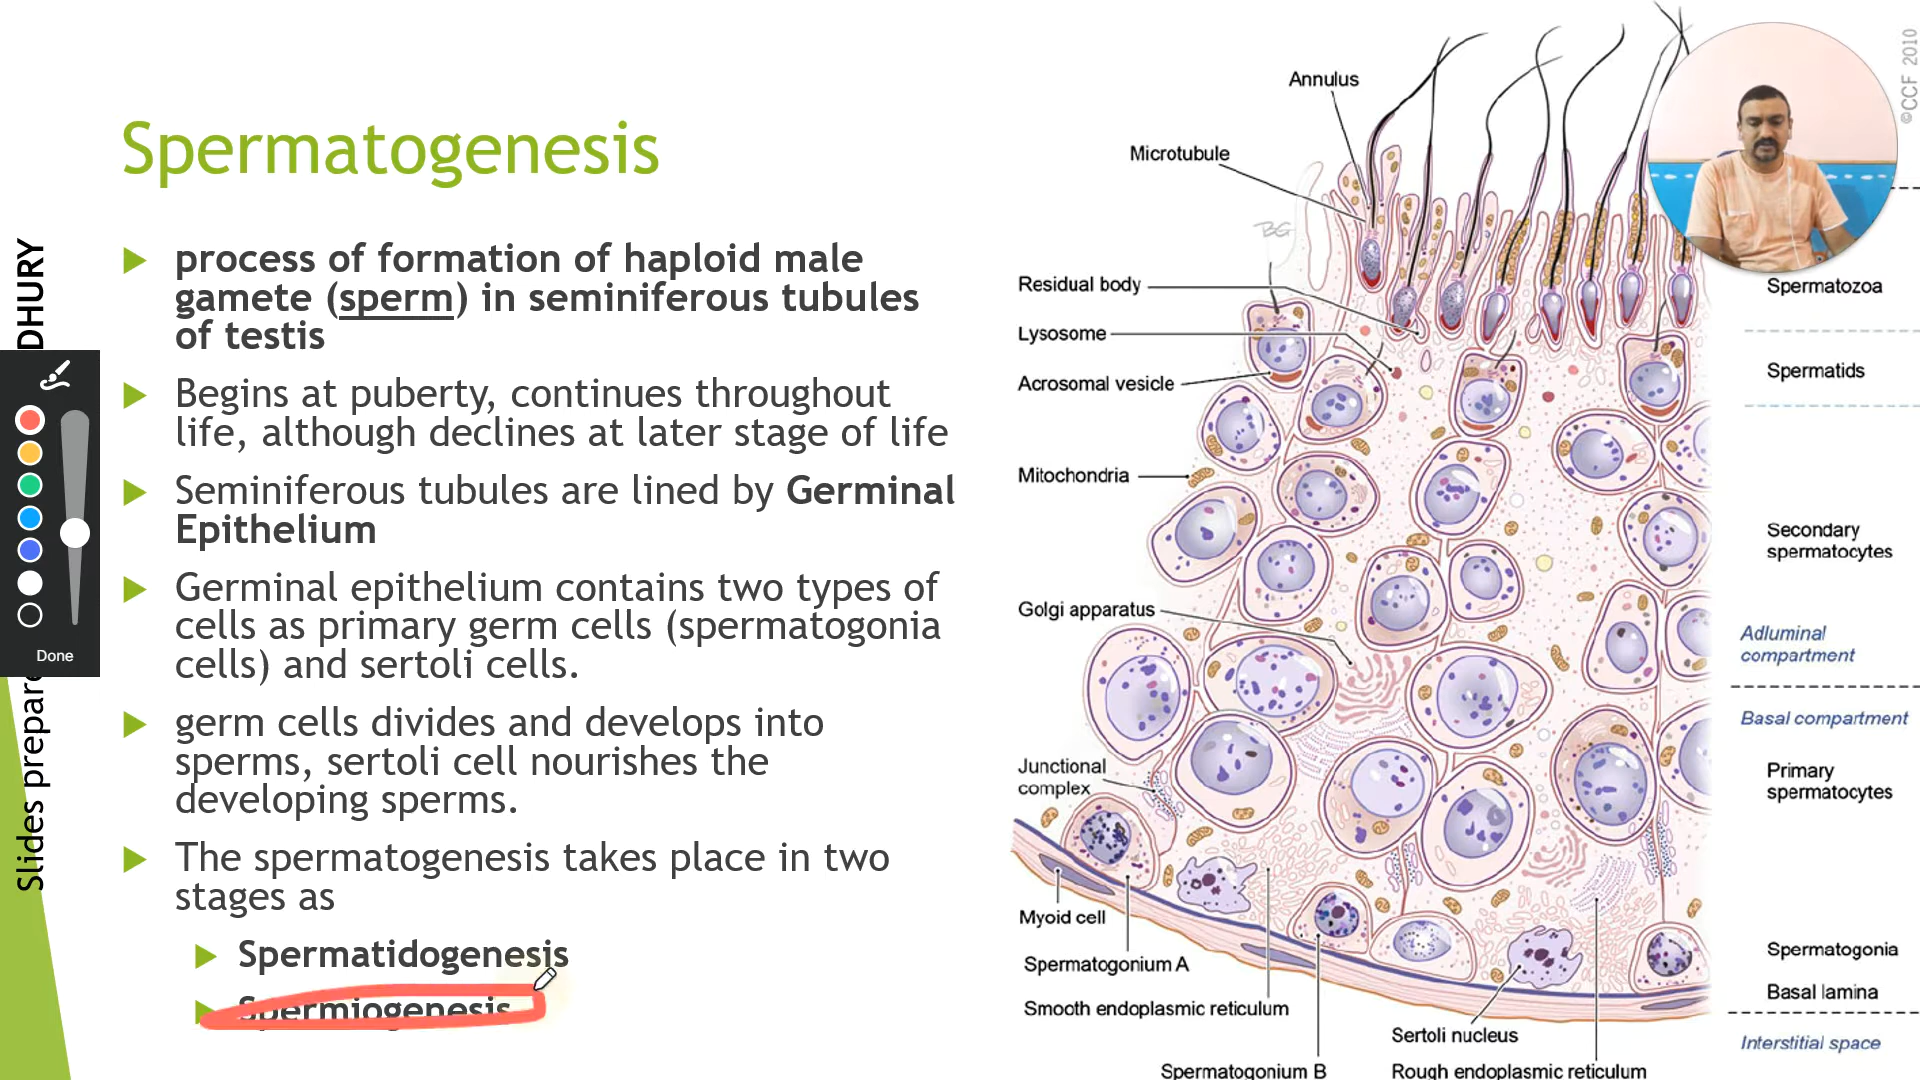 Spermatogenesis
process of formation of haploid male
gamete (sperm) in seminiferous tubules
of testis
Begins at puberty, continues throughout
life, although declines at later stage of life
Seminiferous tubules are lined by Germinal
Epithelium
Germinal epithelium contains two types of
cells as primary germ cells (spermatogonia
cells) and sertoli cells.
germ cells divides and develops into
sperms, sertoli cell nourishes the
developing sperms.
The spermatogenesis takes place in two
stages as
Spermatidogenesis
Spermiogenesis
Slides prepare
DHURY
Done
Annulus
Microtubule
BG
Residual body
Lysosome
Acrosomal vesicle
Mitochondria
Golgi apparatus
Junctional
complex
Myoid cell
Spermatogonium A
Smooth endoplasmic reticulum
Spermatogonium B
Sertoli nucleus
Rough endoplasmic reticulum
©CCF 2010
Spermatozoa
Spermatids
Secondary
spermatocytes
Adluminal
compartment
Basal compartment
Primary
spermatocytes
Spermatogonia
Basal lamina
Interstitial space